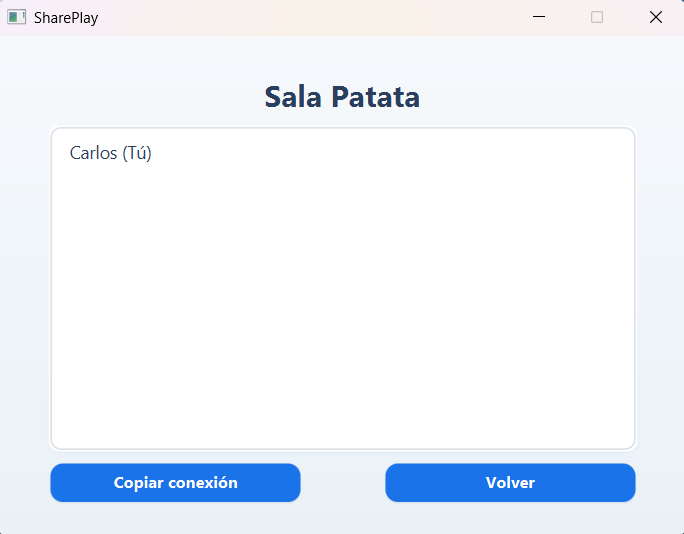 SharePlay
Sala Patata
Carlos (Tú)
Copiar conexión
Volver